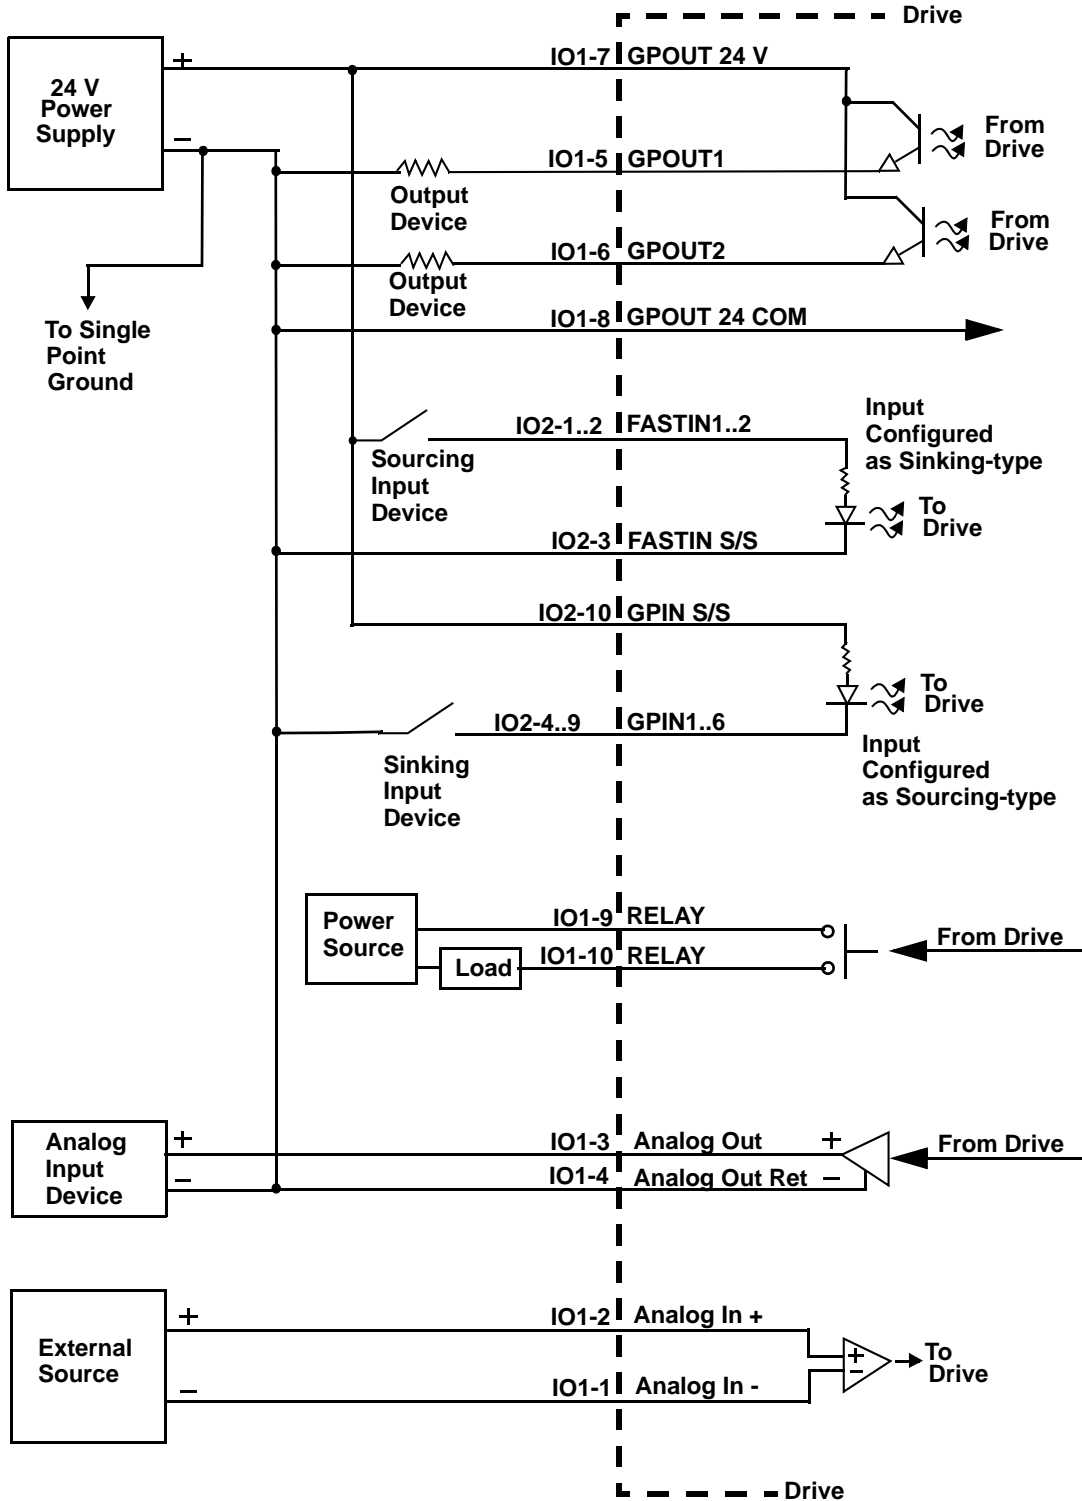 Drive
24 V
Power
Supply
+
−
IO1-7 GPOUT 24 V
From
Drive
IO1-5 GPOUT1
Output
Device
From
Drive
IO1-6 GPOUT2
Output
Device
IO1-8 GPOUT 24 COM
To Single
Point
Ground
IO2-1..2 FASTIN1..2
Input
Configured
as Sinking-type
Sourcing
Input
Device
To
Drive
IO2-3 FASTIN S/S
IO2-10 GPIN S/S
To
Drive
IO2-4..9 GPIN1..6
Sinking
Input
Device
Input
Configured
as Sourcing-type
Power
Source
Load
IO1-9 RELAY
IO1-10 RELAY
From Drive
Analog
Input
Device
+
−
IO1-3 Analog Out +
IO1-4 Analog Out Ret −
From Drive
External
Source
+
−
IO1-2 Analog In +
IO1-1 Analog In -
+
−
To
Drive
Drive